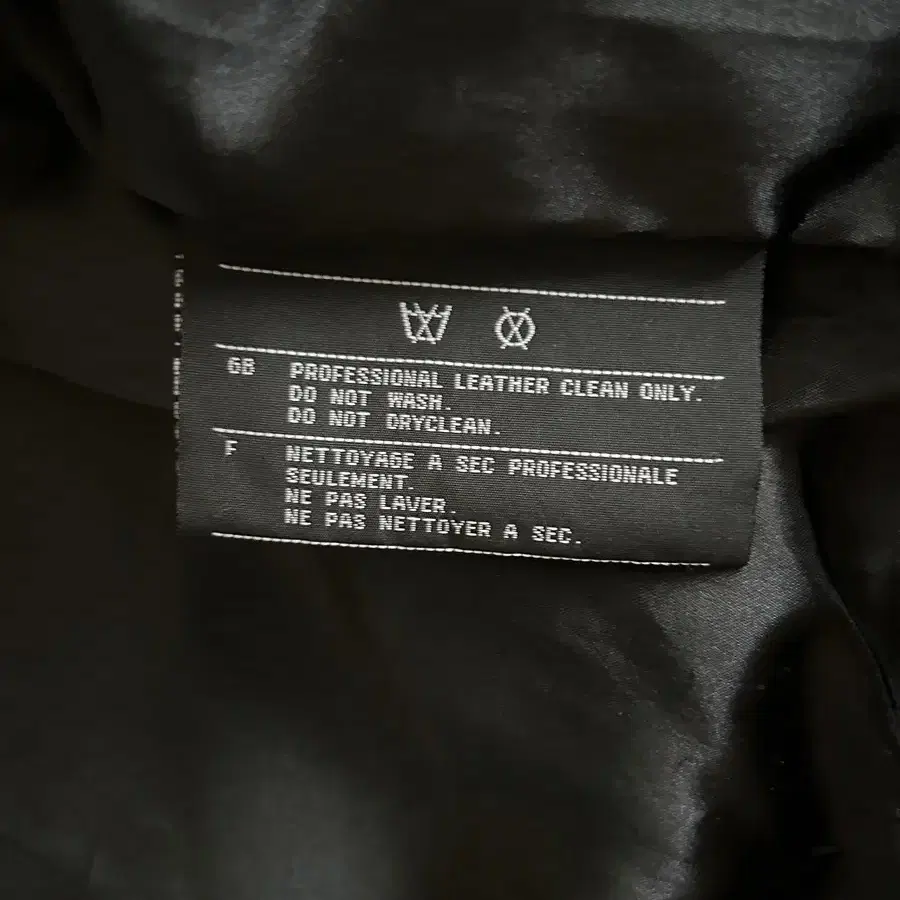 GB PROFESSIONAL LEATHER CLEAN ONLY.
DO NOT WASH.
DO NOT DRYCLEAN.
F NETTOYAGE A SEC PROFESSIONALE
SEULEMENT.
NE PAS LAVER.
NE PAS NETTOYER A SEC.